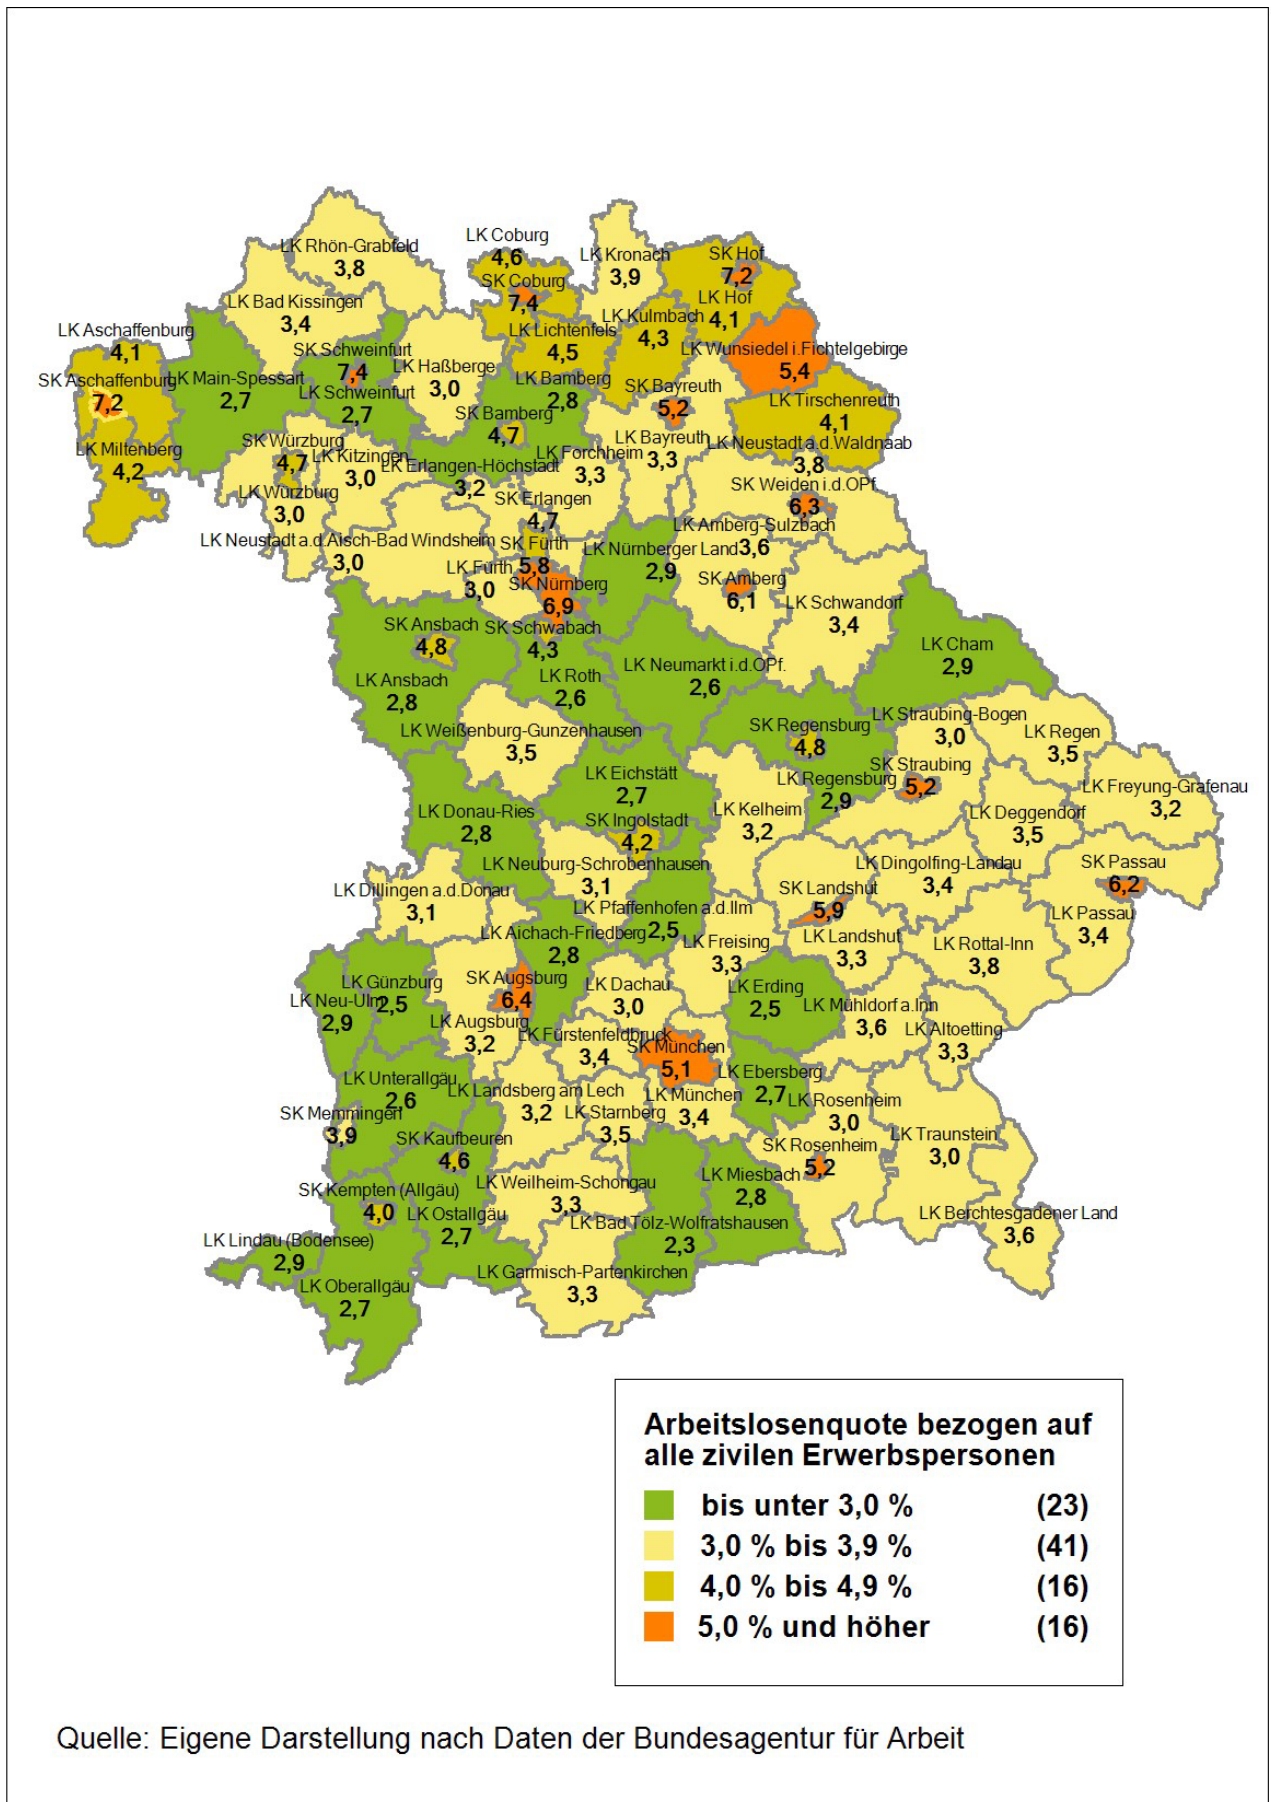 LK Coburg
4,6
LK Rhön-Grabfeld
3,8
LK Kronach
3,9
SK Hof
7,2
SK Coburg
7,4
LK Bad Kissingen
3,4
LK Hof
4,1
LK Kulmbach
4,3
LK Aschaffenburg
4,1
LK Lichtenfels
4,5
SK Schweinfurt
7,4
LK Wunsiedel i.Fichtelgebirge
5,4
LK Haßberge
3,0
SK Aschaffenburg
7,2
LK Main-Spessart
2,7
LK Bamberg
2,8
SK Bayreuth
5,2
LK Schweinfurt
2,7
LK Tirschenreuth
4,1
SK Bamberg
4,7
LK Miltenberg
4,2
SK Würzburg
4,7
LK Kitzingen
3,0
LK Bayreuth
3,3
LK Neustadt a.d.Waldnaab
3,8
LK Forchheim
3,3
LK Erlangen-Höchstadt
3,2
SK Weiden i.d.OPf.
6,3
LK Würzburg
3,0
SK Erlangen
4,7
LK Amberg-Sulzbach
3,6
LK Neustadt a.d.Aisch-Bad Windsheim
3,0
SK Fürth
5,8
LK Nürnberger Land
2,9
LK Fürth
3,0
SK Nürnberg
6,9
SK Amberg
6,1
LK Schwandorf
3,4
SK Ansbach
4,8
SK Schwabach
4,3
LK Cham
2,9
LK Neumarkt i.d.OPf.
2,6
LK Ansbach
2,8
LK Roth
2,6
LK Straubing-Bogen
3,0
SK Regensburg
4,8
LK Weißenburg-Gunzenhausen
3,5
LK Regen
3,5
SK Straubing
5,2
LK Eichstätt
2,7
LK Regensburg
2,9
LK Freyung-Grafenau
3,2
LK Donau-Ries
2,8
LK Kelheim
3,2
LK Deggendorf
3,5
SK Ingolstadt
4,2
LK Neuburg-Schrobenhausen
3,1
LK Dingolfing-Landau
3,4
SK Passau
6,2
LK Dillingen a.d.Donau
3,1
SK Landshut
5,9
LK Pfaffenhofen a.d.Ilm
2,5
LK Passau
3,4
LK Aichach-Friedberg
2,8
LK Freising
3,3
LK Landshut
3,3
LK Rottal-Inn
3,8
LK Günzburg
2,5
SK Augsburg
6,4
LK Dachau
3,0
LK Erding
2,5
LK Neu-Ulm
2,9
LK Mühldorf a.Inn
3,6
LK Augsburg
3,2
LK Altoetting
3,3
LK Fürstenfeldbruck
3,4
SK München
5,1
LK Ebersberg
2,7
LK Unterallgäu
2,6
LK Landsberg am Lech
3,2
LK München
3,4
LK Rosenheim
3,0
SK Memmingen
3,9
LK Starnberg
3,5
LK Traunstein
3,0
SK Kaufbeuren
4,6
SK Rosenheim
5,2
LK Miesbach
2,8
LK Weilheim-Schongau
3,3
SK Kempten (Allgäu)
4,0
LK Ostallgäu
2,7
LK Bad Tölz-Wolfratshausen
2,3
LK Berchtesgadener Land
3,6
LK Lindau (Bodensee)
2,9
LK Garmisch-Partenkirchen
3,3
LK Oberallgäu
2,7
Arbeitslosenquote bezogen auf
alle zivilen Erwerbspersonen
bis unter 3,0 % (23)
3,0 % bis 3,9 % (41)
4,0 % bis 4,9 % (16)
5,0 % und höher (16)
Quelle: Eigene Darstellung nach Daten der Bundesagentur für Arbeit